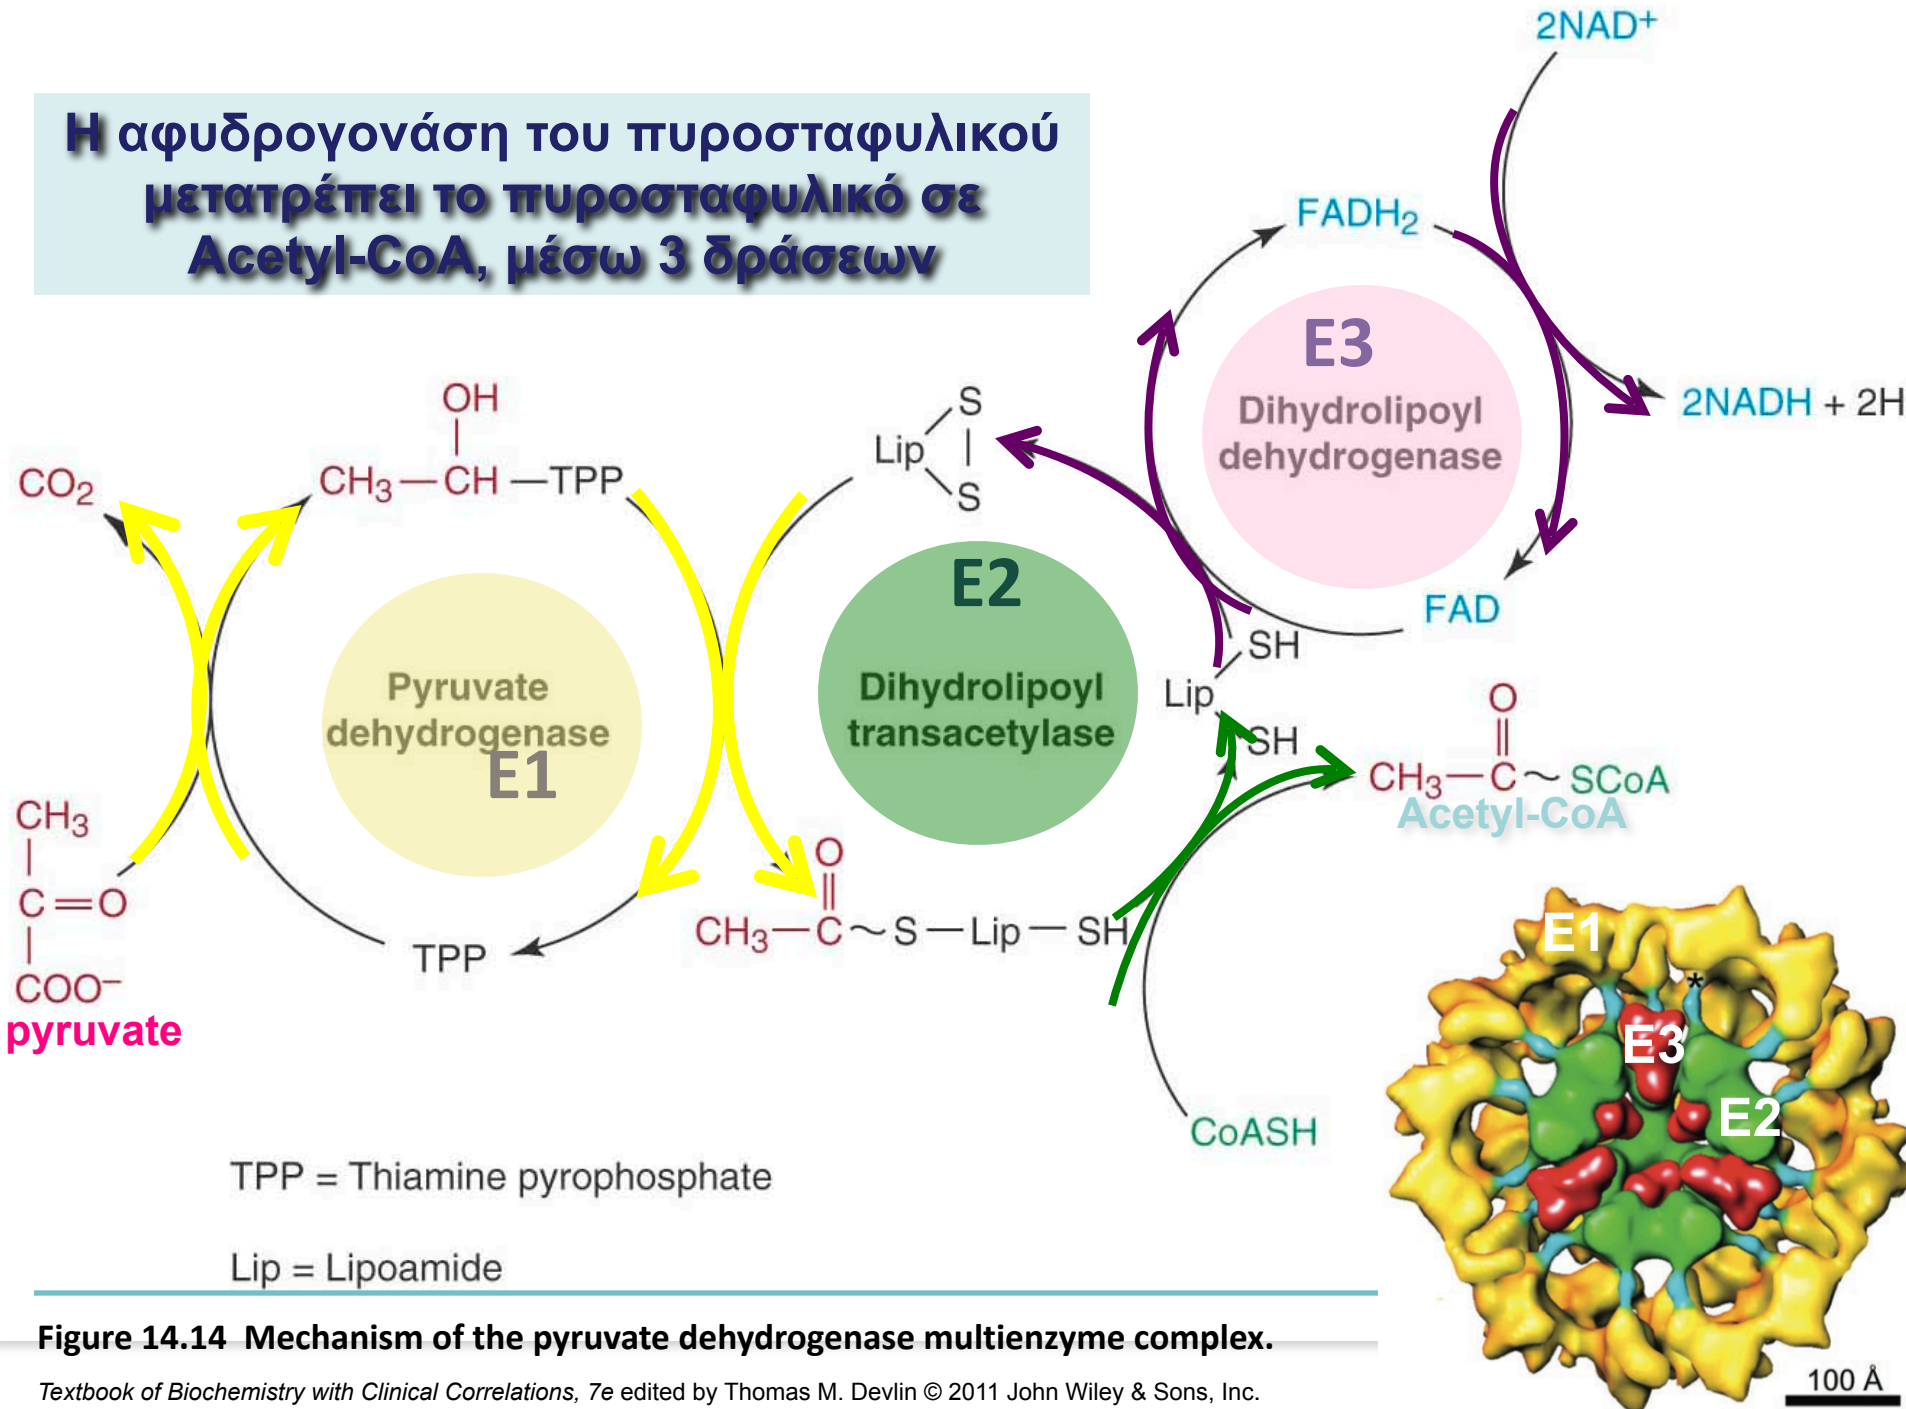 Η αφυδρογονάση του πυροσταφυλικού
μετατρέπει το πυροσταφυλικό σε
Acetyl-CoA, μέσω 3 δράσεων
2NAD⁺
FADH₂
E3
Dihydrolipoyl
dehydrogenase
2NADH + 2H
FAD
CO₂
OH
CH₃—CH—TPP
Lip
S
S
E2
Dihydrolipoyl
transacetylase
Pyruvate
dehydrogenase
E1
SH
Lip
SH
O
CH₃—C~SCoA
Acetyl-CoA
CH₃
C=O
COO⁻
pyruvate
TPP
O
CH₃—C~S—Lip—SH
CoASH
E1
*
E3
E2
100 Å
TPP = Thiamine pyrophosphate
Lip = Lipoamide
Figure 14.14 Mechanism of the pyruvate dehydrogenase multienzyme complex.
Textbook of Biochemistry with Clinical Correlations, 7e edited by Thomas M. Devlin © 2011 John Wiley & Sons, Inc.